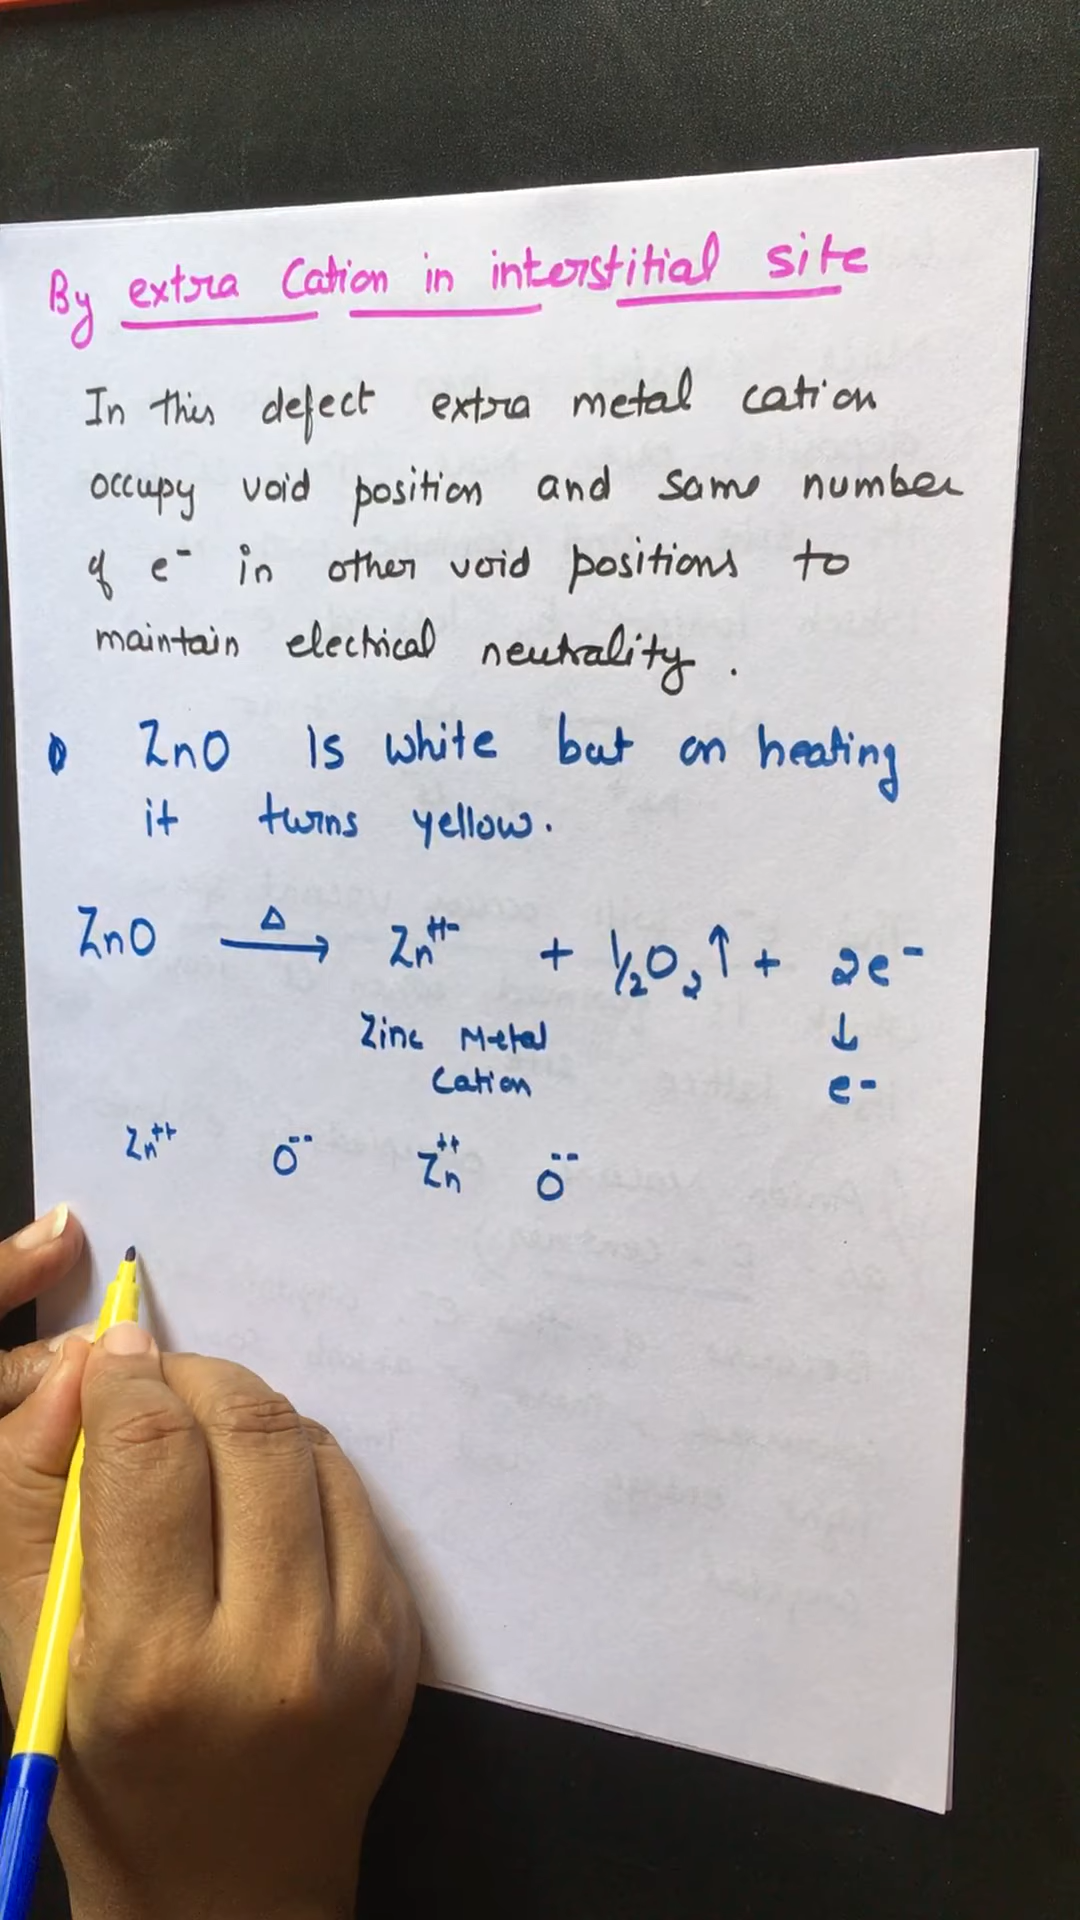 By extra Cation in interstitial site
In this defect extra metal cation
occupy void position and same number
of e⁻ in other void positions to
maintain electrical neutrality.
ZnO is white but on heating
it turns yellow.
ZnO →Δ Zn⁺⁺ + ½O₂↑ + 2e⁻
Zinc Metal ↓
Cation e⁻
Zn⁺⁺ O⁻⁻ Zn⁺⁺ O⁻⁻